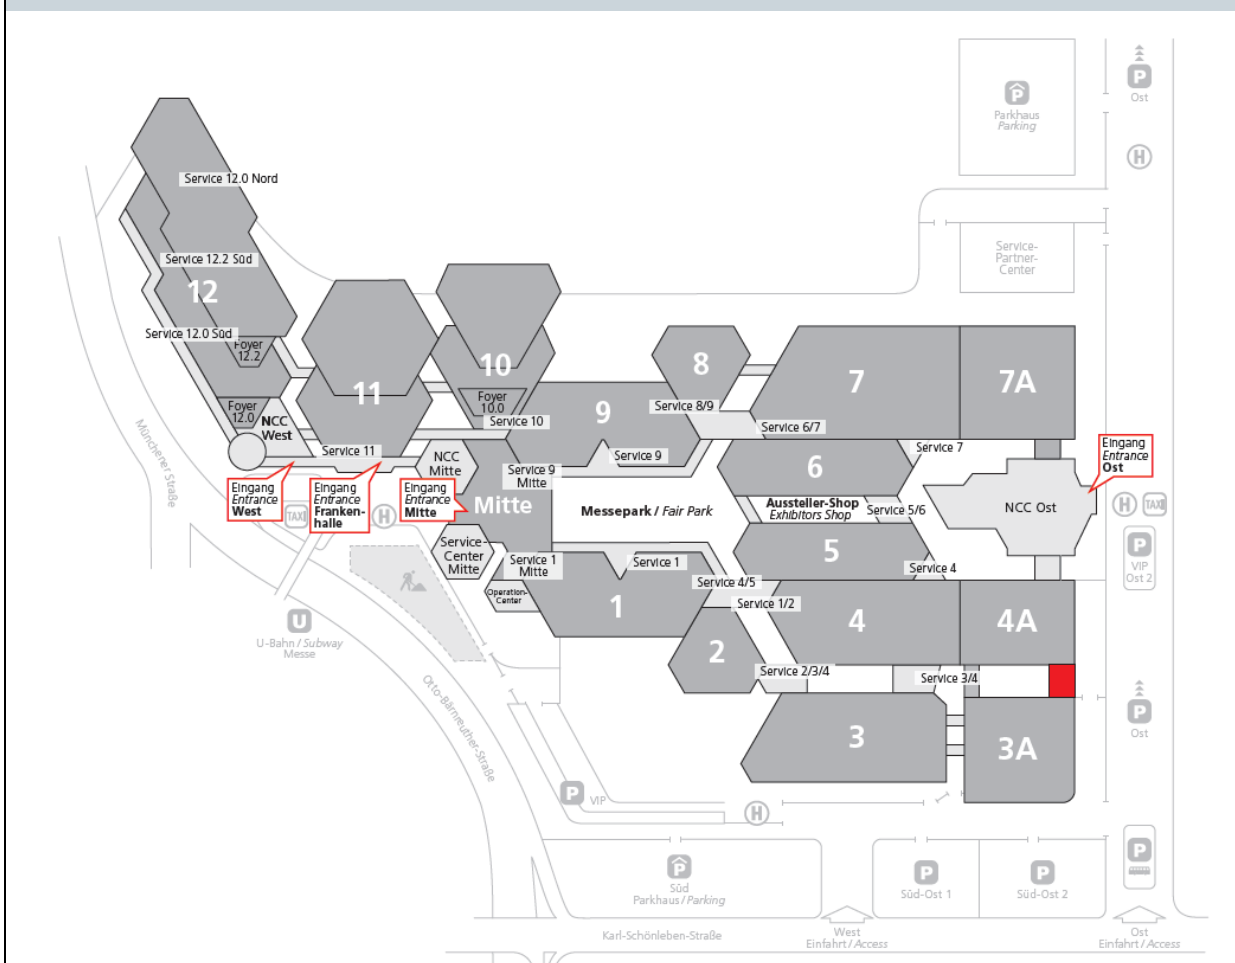 P
Ost
P
Parkhaus
Parking
H
Service 12.0 Nord
Service-
Partner-
Center
Service 12.2 Süd
12
Service 12.0 Süd
Foyer
12.2
10
8
7
7A
11
Foyer
10.0
Foyer
12.0
NCC
West
Service 8/9
9
Service 10
Service 6/7
Service 11
Service 9
Service 7
Eingang
Entrance
Ost
NCC
Mitte
Service 9
Mitte
6
Eingang
Entrance
West
Eingang
Entrance
Franken-
halle
Eingang
Entrance
Mitte
Mitte
Messepark / Fair Park
Aussteller-Shop
Exhibitors Shop
Service 5/6
NCC Ost
H
TAXI
TAXI
H
Münchener Straße
Service-
Center
Mitte
Service 1
Mitte
Service 1
5
Service 4
P
VIP
Ost 2
Service 4/5
Operation-
Center
1
Service 1/2
4
4A
U
U-Bahn / Subway
Messe
2
Service 2/3/4
Service 3/4
Otto-Bärnreuther-Straße
P
Ost
3
3A
P
VIP
H
P
P
Süd
Parkhaus / Parking
P
Süd-Ost 1
P
Süd-Ost 2
Karl-Schönleben-Straße
West
Einfahrt / Access
Ost
Einfahrt / Access